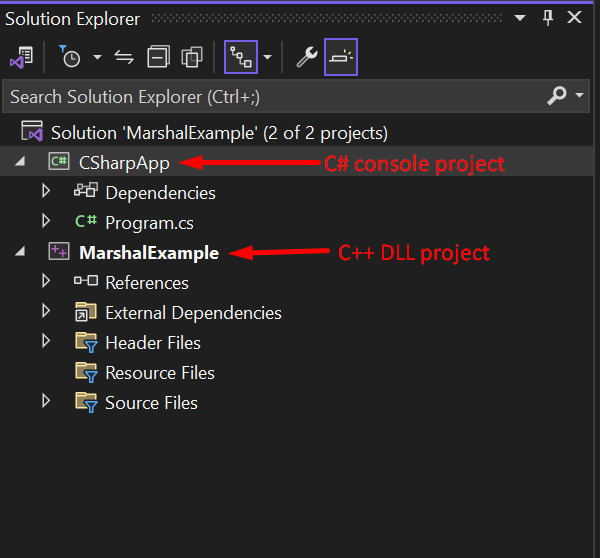 Solution Explorer
Search Solution Explorer (Ctrl+;)
Solution 'MarshalExample' (2 of 2 projects)
C# CSharpApp C# console project
Dependencies
C# Program.cs
++ MarshalExample C++ DLL project
References
External Dependencies
Header Files
Resource Files
Source Files